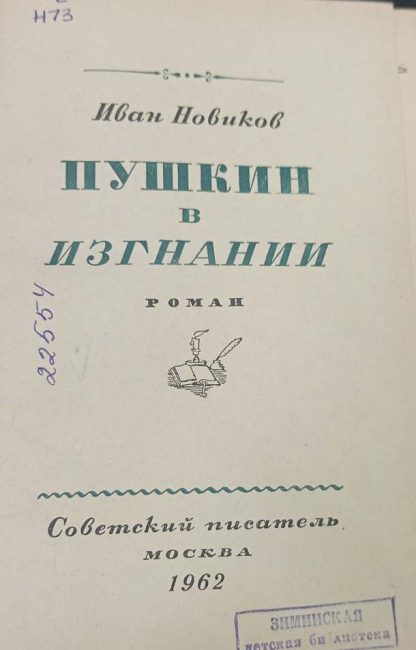 Н73
Иван Новиков
ПУШКИН
В
ИЗГНАНИИ
РОМАН
22554
Советский писатель
МОСКВА
1962
ЗИМИНСКАЯ
детская библиотека